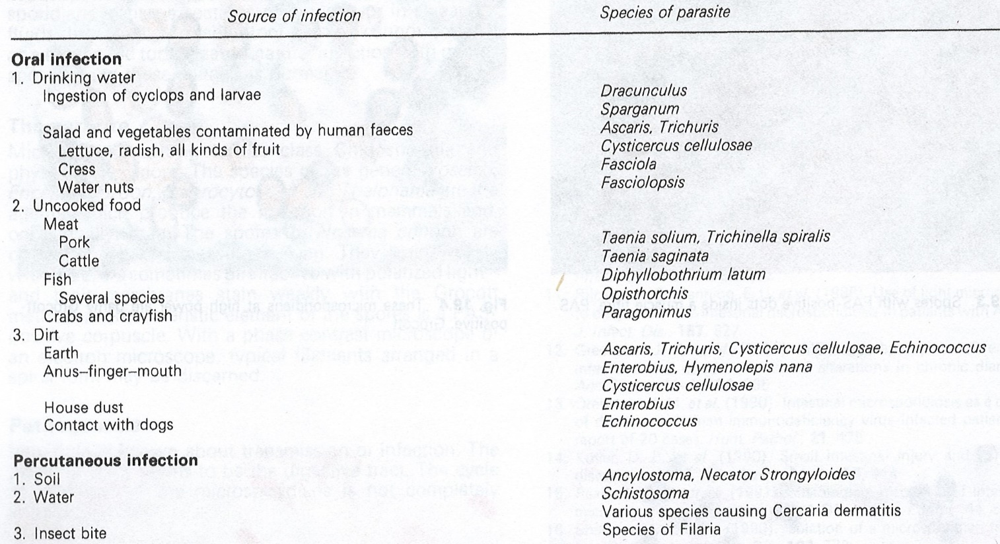 Source of infection Species of parasite
Oral infection
1. Drinking water
Ingestion of cyclops and larvae Dracunculus
Sparganum
Salad and vegetables contaminated by human faeces Ascaris, Trichuris
Lettuce, radish, all kinds of fruit Cysticercus cellulosae
Cress Fasciola
Water nuts Fasciolopsis
2. Uncooked food
Meat
Pork Taenia solium, Trichinella spiralis
Cattle Taenia saginata
Fish Diphyllobothrium latum
Several species Opisthorchis
Crabs and crayfish Paragonimus
3. Dirt
Earth Ascaris, Trichuris, Cysticercus cellulosae, Echinococcus
Anus–finger–mouth Enterobius, Hymenolepis nana
Cysticercus cellulosae
House dust Enterobius
Contact with dogs Echinococcus
Percutaneous infection
1. Soil Ancylostoma, Necator Strongyloides
2. Water Schistosoma
Various species causing Cercaria dermatitis
3. Insect bite Species of Filaria